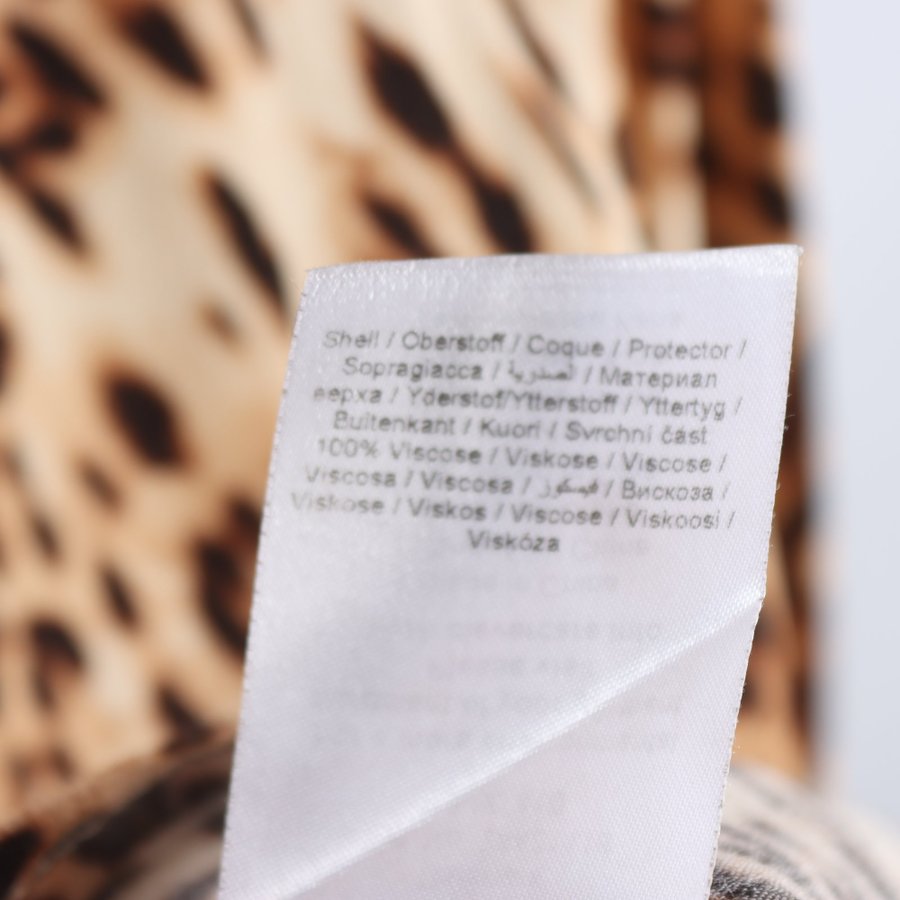 Shell / Oberstoff / Coque / Protector /
Sopragiacca / الصدرية / Материал
верха / Yderstof/Ytterstoff / Yttertyg /
Buitenkant / Kuori / Svrchní část
100% Viscose / Viskose / Viscose /
Viscosa / Viscosa / فيسكوز / Вискоза /
Viskose / Viskos / Viscose / Viskoosi /
Viskóza